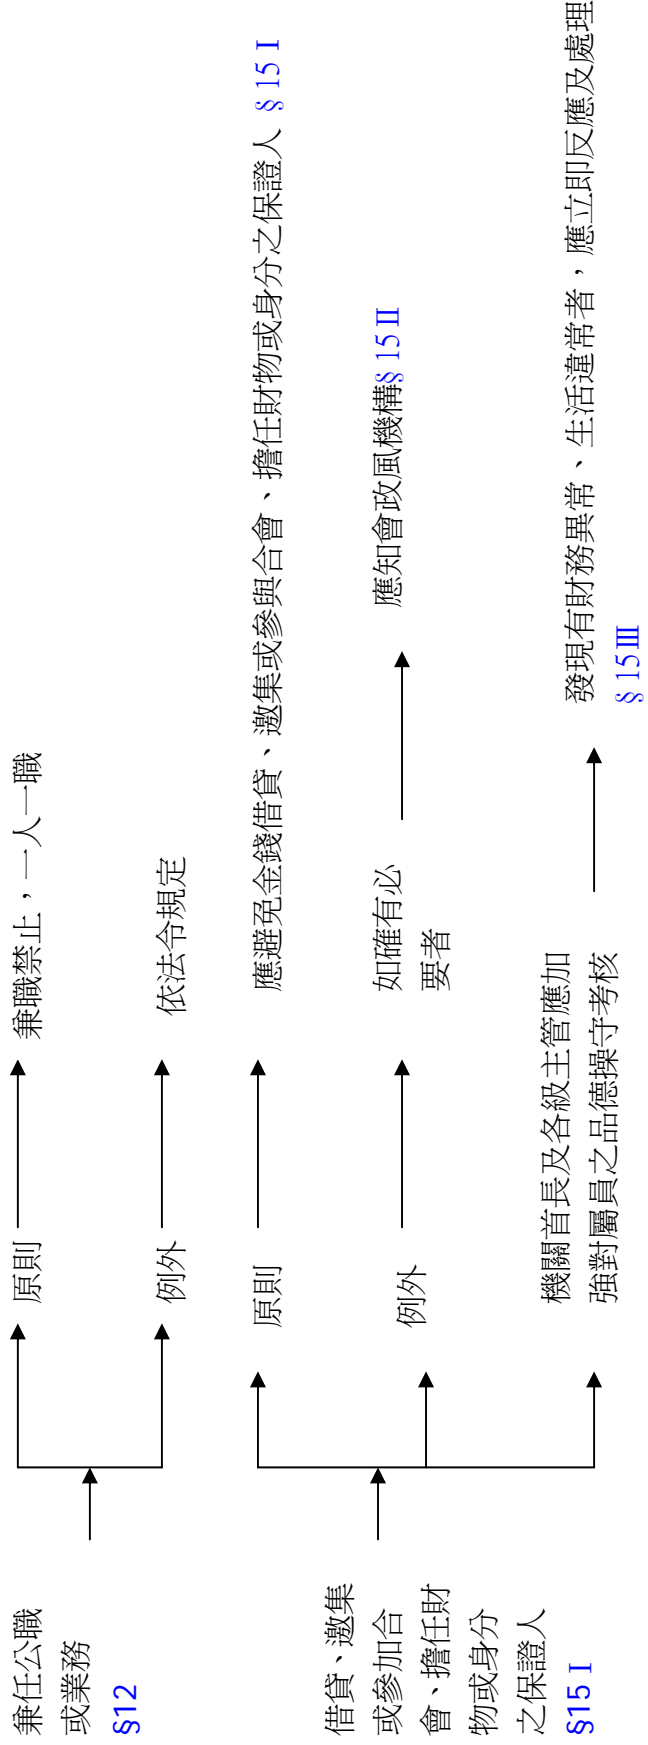 兼任公職
或業務
§12
原則
兼職禁止，一人一職
例外
依法令規定
借貸、邀集
或參加合
會、擔任財
物或身分
之保證人
§15Ⅰ
原則
應避免金錢借貸、邀集或參與合會、擔任財物或身分之保證人 §15Ⅰ
例外
如確有必
要者
應知會政風機構§15Ⅱ
機關首長及各級主管應加
強對屬員之品德操守考核
發現有財務異常、生活違常者，應立即反應及處理
§15Ⅲ